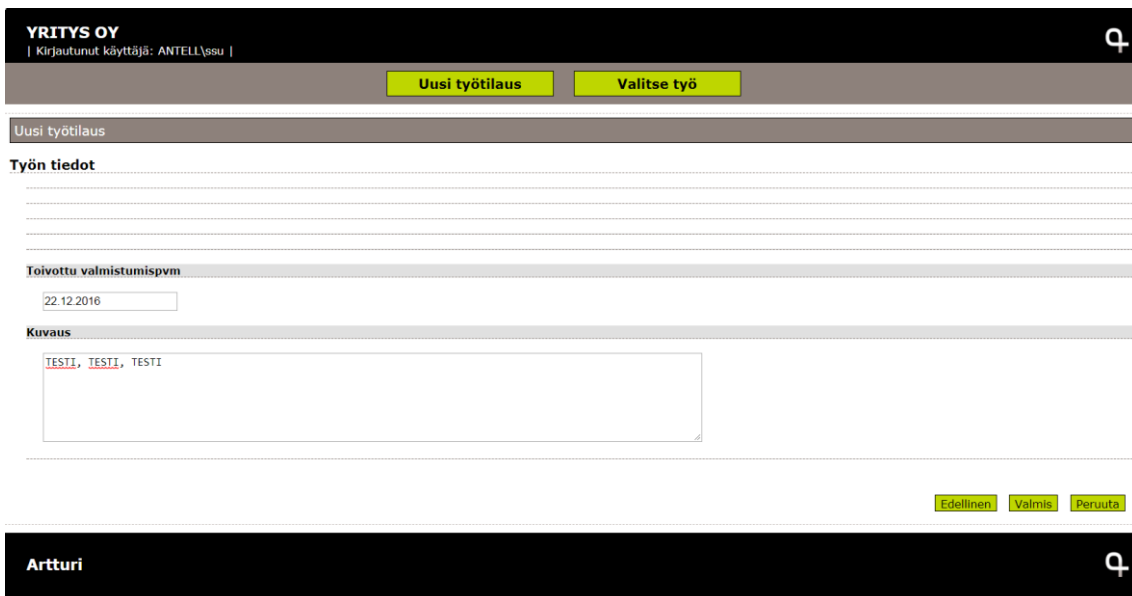 YRITYS OY
| Kirjautunut käyttäjä: ANTELL\ssu |
Uusi työtilaus Valitse työ
Uusi työtilaus
Työn tiedot
Toivottu valmistumispvm
22.12.2016
Kuvaus
TESTI, TESTI, TESTI
Edellinen Valmis Peruuta
Artturi